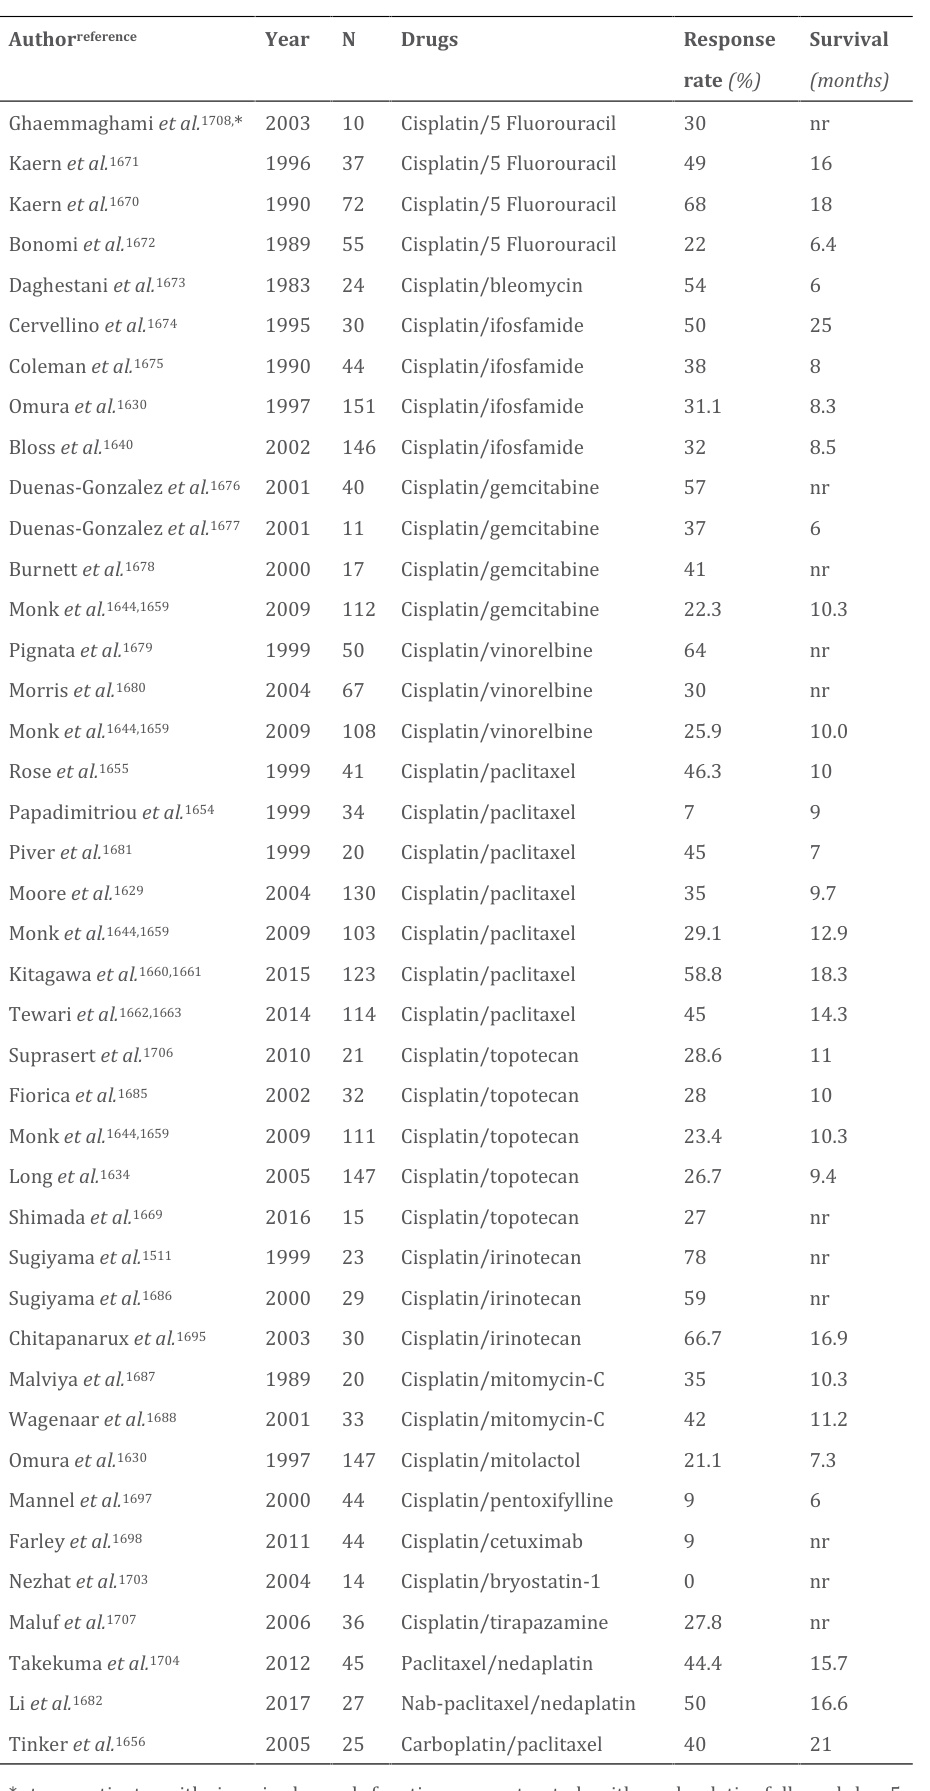 Authorreference Year N Drugs Response Survival
rate (%) (months)
Ghaemmaghami et al.1708,* 2003 10 Cisplatin/5 Fluorouracil 30 nr
Kaern et al.1671 1996 37 Cisplatin/5 Fluorouracil 49 16
Kaern et al.1670 1990 72 Cisplatin/5 Fluorouracil 68 18
Bonomi et al.1672 1989 55 Cisplatin/5 Fluorouracil 22 6.4
Daghestani et al.1673 1983 24 Cisplatin/bleomycin 54 6
Cervellino et al.1674 1995 30 Cisplatin/ifosfamide 50 25
Coleman et al.1675 1990 44 Cisplatin/ifosfamide 38 8
Omura et al.1630 1997 151 Cisplatin/ifosfamide 31.1 8.3
Bloss et al.1640 2002 146 Cisplatin/ifosfamide 32 8.5
Duenas-Gonzalez et al.1676 2001 40 Cisplatin/gemcitabine 57 nr
Duenas-Gonzalez et al.1677 2001 11 Cisplatin/gemcitabine 37 6
Burnett et al.1678 2000 17 Cisplatin/gemcitabine 41 nr
Monk et al.1644,1659 2009 112 Cisplatin/gemcitabine 22.3 10.3
Pignata et al.1679 1999 50 Cisplatin/vinorelbine 64 nr
Morris et al.1680 2004 67 Cisplatin/vinorelbine 30 nr
Monk et al.1644,1659 2009 108 Cisplatin/vinorelbine 25.9 10.0
Rose et al.1655 1999 41 Cisplatin/paclitaxel 46.3 10
Papadimitriou et al.1654 1999 34 Cisplatin/paclitaxel 7 9
Piver et al.1681 1999 20 Cisplatin/paclitaxel 45 7
Moore et al.1629 2004 130 Cisplatin/paclitaxel 35 9.7
Monk et al.1644,1659 2009 103 Cisplatin/paclitaxel 29.1 12.9
Kitagawa et al.1660,1661 2015 123 Cisplatin/paclitaxel 58.8 18.3
Tewari et al.1662,1663 2014 114 Cisplatin/paclitaxel 45 14.3
Suprasert et al.1706 2010 21 Cisplatin/topotecan 28.6 11
Fiorica et al.1685 2002 32 Cisplatin/topotecan 28 10
Monk et al.1644,1659 2009 111 Cisplatin/topotecan 23.4 10.3
Long et al.1634 2005 147 Cisplatin/topotecan 26.7 9.4
Shimada et al.1669 2016 15 Cisplatin/topotecan 27 nr
Sugiyama et al.1511 1999 23 Cisplatin/irinotecan 78 nr
Sugiyama et al.1686 2000 29 Cisplatin/irinotecan 59 nr
Chitapanarux et al.1695 2003 30 Cisplatin/irinotecan 66.7 16.9
Malviya et al.1687 1989 20 Cisplatin/mitomycin-C 35 10.3
Wagenaar et al.1688 2001 33 Cisplatin/mitomycin-C 42 11.2
Omura et al.1630 1997 147 Cisplatin/mitolactol 21.1 7.3
Mannel et al.1697 2000 44 Cisplatin/pentoxifylline 9 6
Farley et al.1698 2011 44 Cisplatin/cetuximab 9 nr
Nezhat et al.1703 2004 14 Cisplatin/bryostatin-1 0 nr
Maluf et al.1707 2006 36 Cisplatin/tirapazamine 27.8 nr
Takekuma et al.1704 2012 45 Paclitaxel/nedaplatin 44.4 15.7
Li et al.1682 2017 27 Nab-paclitaxel/nedaplatin 50 16.6
Tinker et al.1656 2005 25 Carboplatin/paclitaxel 40 21